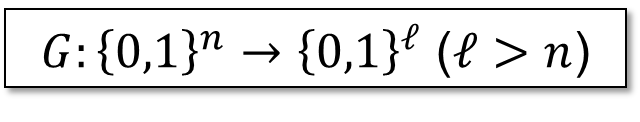 G: {0,1}ⁿ → {0,1}^ℓ (ℓ > n)